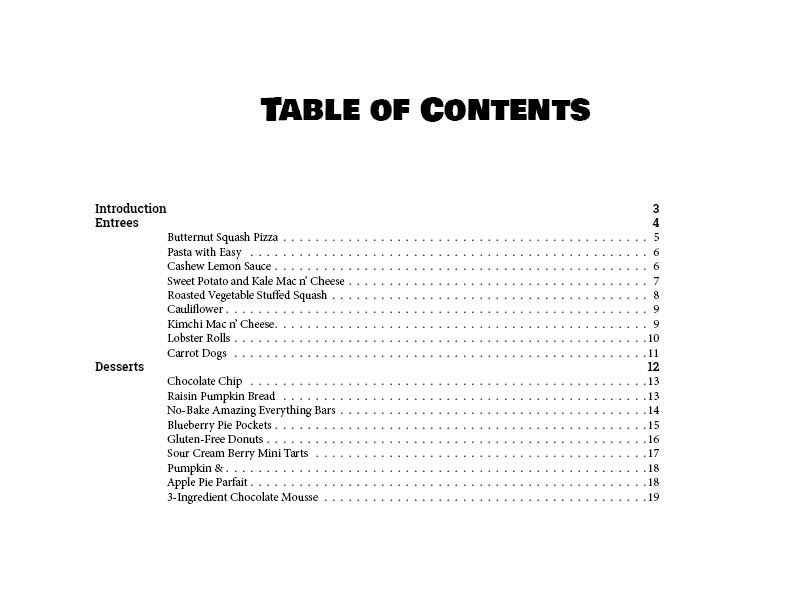 TABLE OF CONTENTS
Introduction 3
Entrees 4
Butternut Squash Pizza . . . . . . . . . . . . . . . . . . . . . . . . . . . . . . . . . . . . . . . . . . . . 5
Pasta with Easy . . . . . . . . . . . . . . . . . . . . . . . . . . . . . . . . . . . . . . . . . . . . . . . . 6
Cashew Lemon Sauce . . . . . . . . . . . . . . . . . . . . . . . . . . . . . . . . . . . . . . . . . . . . . 6
Sweet Potato and Kale Mac n’ Cheese . . . . . . . . . . . . . . . . . . . . . . . . . . . . . . . . . . . . 7
Roasted Vegetable Stuffed Squash . . . . . . . . . . . . . . . . . . . . . . . . . . . . . . . . . . . . . . 8
Cauliflower . . . . . . . . . . . . . . . . . . . . . . . . . . . . . . . . . . . . . . . . . . . . . . . . . . . 9
Kimchi Mac n’ Cheese. . . . . . . . . . . . . . . . . . . . . . . . . . . . . . . . . . . . . . . . . . . . . 9
Lobster Rolls . . . . . . . . . . . . . . . . . . . . . . . . . . . . . . . . . . . . . . . . . . . . . . . . . .10
Carrot Dogs . . . . . . . . . . . . . . . . . . . . . . . . . . . . . . . . . . . . . . . . . . . . . . . . . .11
Desserts 12
Chocolate Chip . . . . . . . . . . . . . . . . . . . . . . . . . . . . . . . . . . . . . . . . . . . . . . . .13
Raisin Pumpkin Bread . . . . . . . . . . . . . . . . . . . . . . . . . . . . . . . . . . . . . . . . . . . .13
No-Bake Amazing Everything Bars . . . . . . . . . . . . . . . . . . . . . . . . . . . . . . . . . . . . .14
Blueberry Pie Pockets . . . . . . . . . . . . . . . . . . . . . . . . . . . . . . . . . . . . . . . . . . . . .15
Gluten-Free Donuts . . . . . . . . . . . . . . . . . . . . . . . . . . . . . . . . . . . . . . . . . . . . . .16
Sour Cream Berry Mini Tarts . . . . . . . . . . . . . . . . . . . . . . . . . . . . . . . . . . . . . . . .17
Pumpkin & . . . . . . . . . . . . . . . . . . . . . . . . . . . . . . . . . . . . . . . . . . . . . . . . . . .18
Apple Pie Parfait . . . . . . . . . . . . . . . . . . . . . . . . . . . . . . . . . . . . . . . . . . . . . . . .18
3-Ingredient Chocolate Mousse . . . . . . . . . . . . . . . . . . . . . . . . . . . . . . . . . . . . . . .19